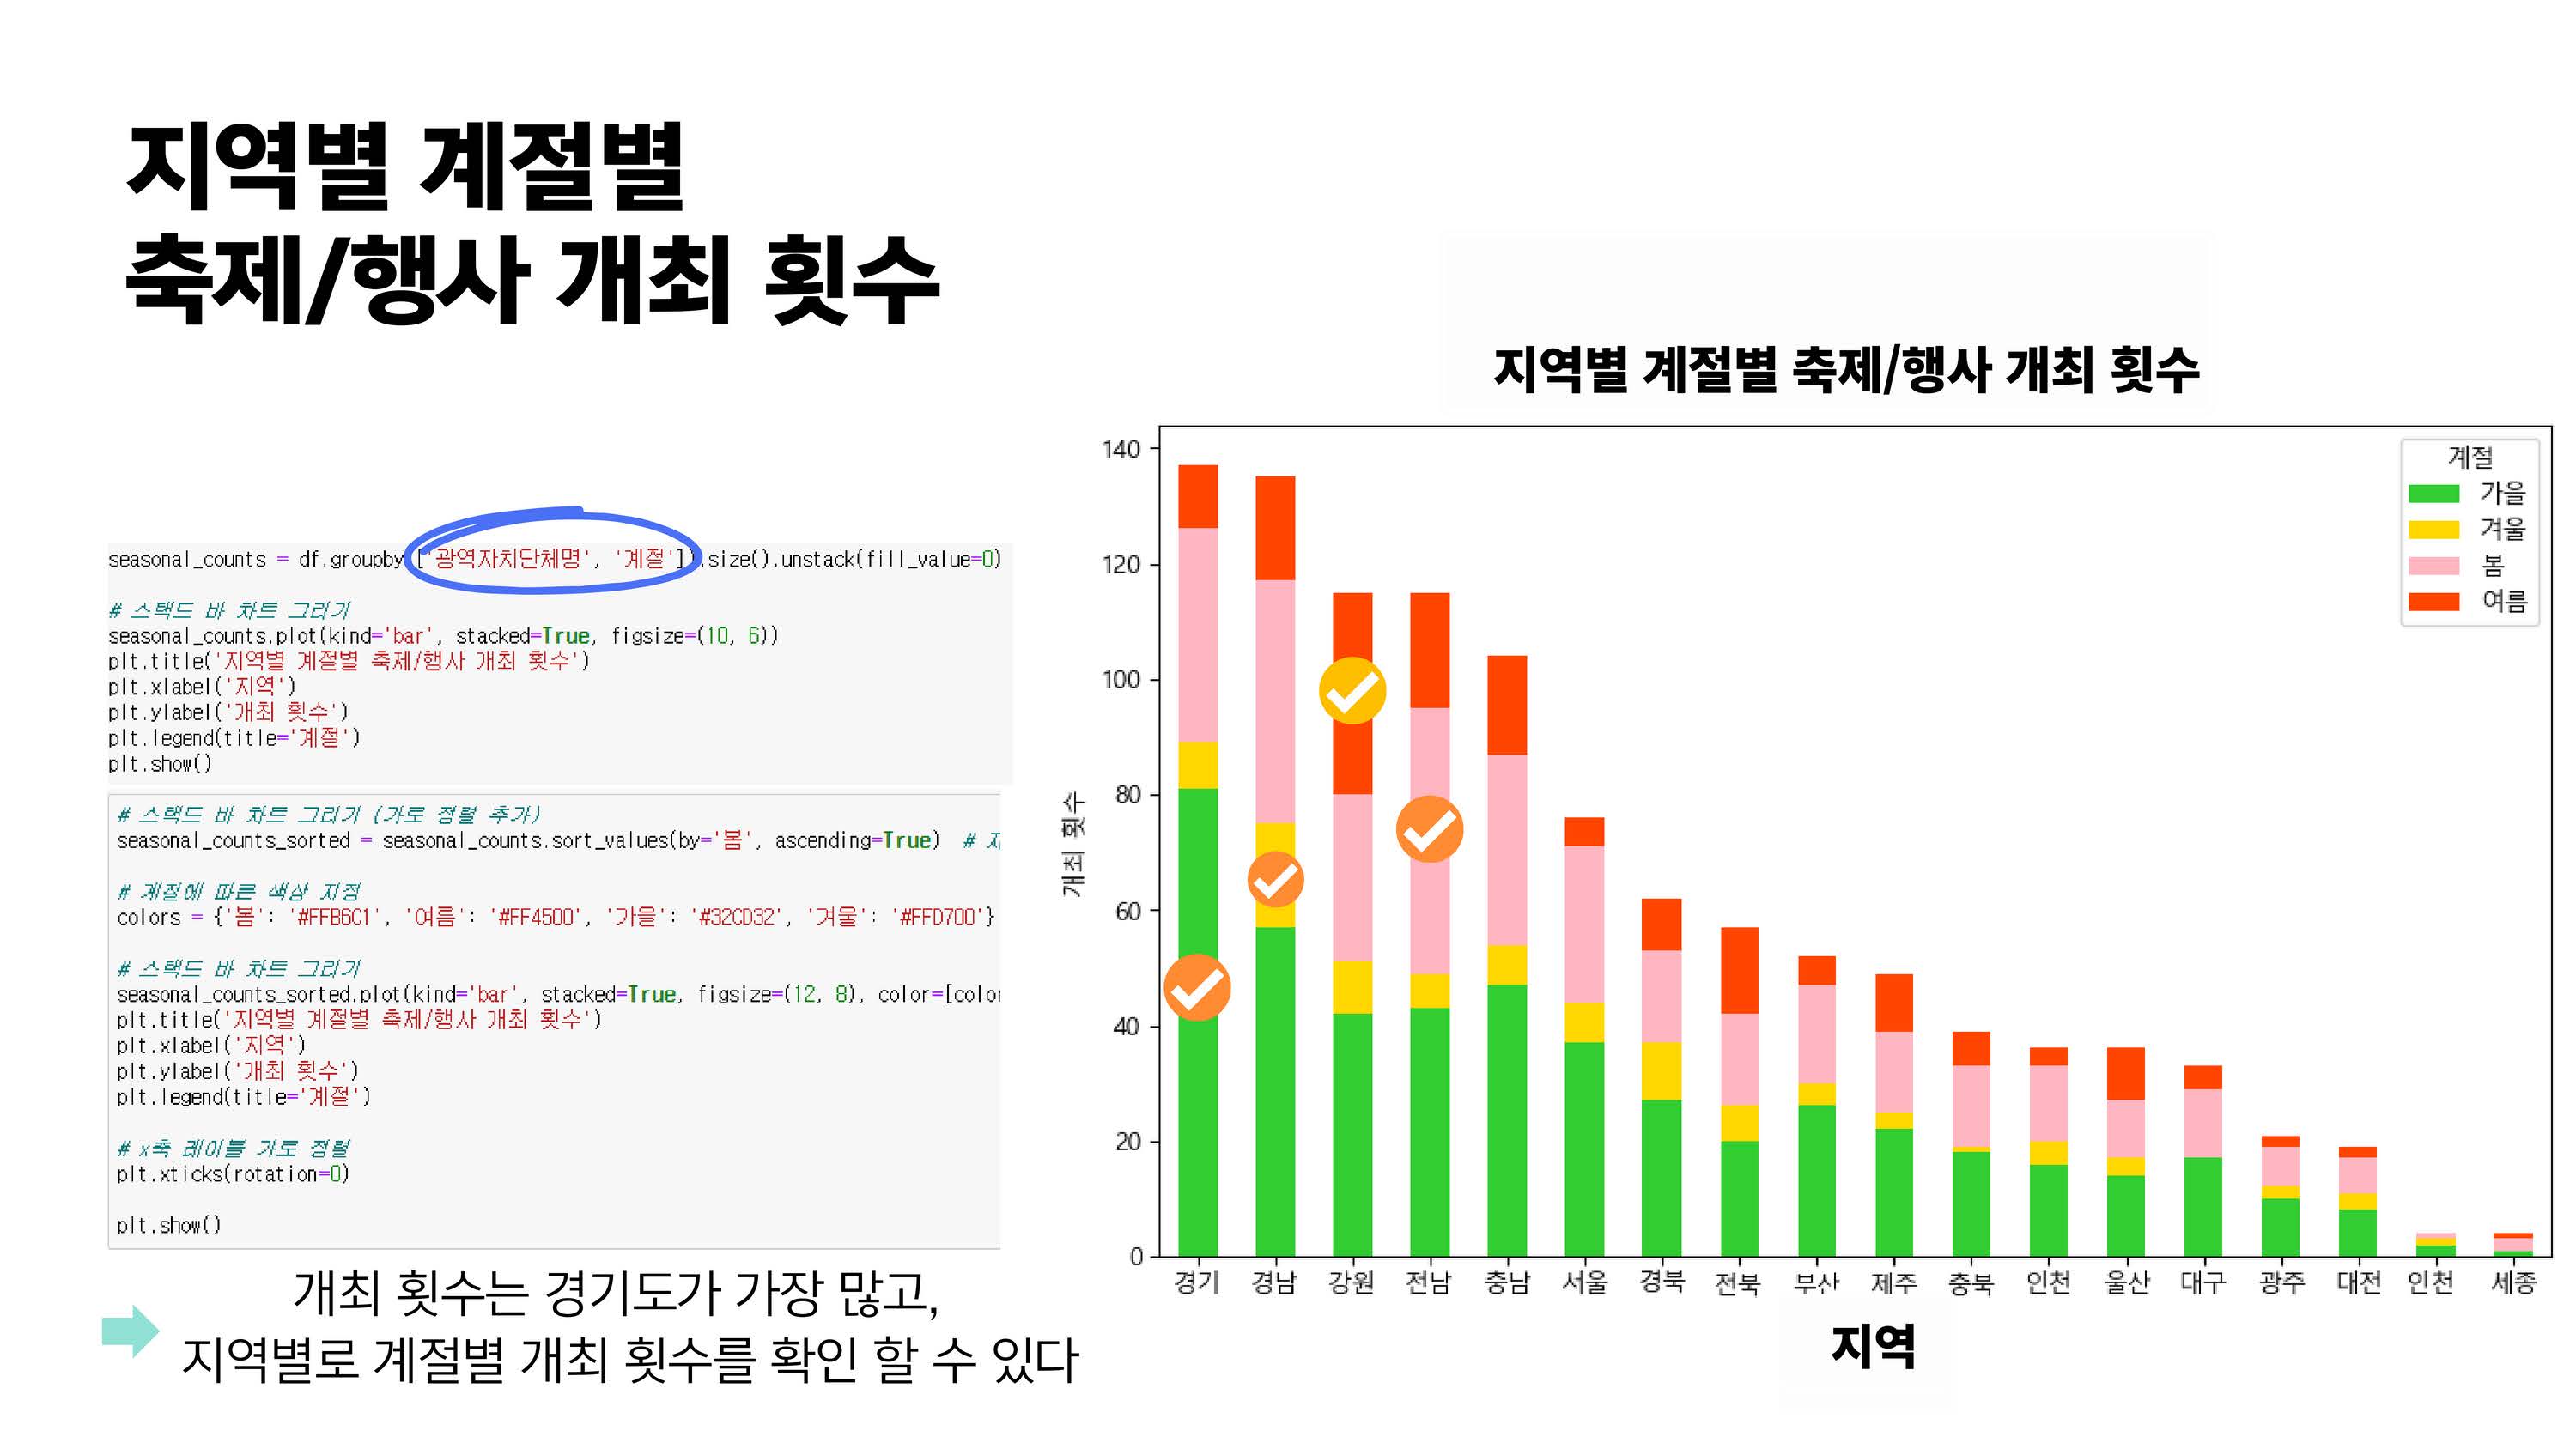 지역별 계절별
축제/행사 개최 횟수
seasonal_counts = df.groupby(['광역자치단체명', '계절']).size().unstack(fill_value=0)
# 스택드 바 차트 그리기
seasonal_counts.plot(kind='bar', stacked=True, figsize=(10, 6))
plt.title('지역별 계절별 축제/행사 개최 횟수')
plt.xlabel('지역')
plt.ylabel('개최 횟수')
plt.legend(title='계절')
plt.show()
# 스택드 바 차트 그리기 (가로 정렬 추가)
seasonal_counts_sorted = seasonal_counts.sort_values(by='봄', ascending=True) #
# 계절에 따른 색상 지정
colors = {'봄': '#FFB6C1', '여름': '#FF4500', '가을': '#32CD32', '겨울': '#FFD700'}
# 스택드 바 차트 그리기
seasonal_counts_sorted.plot(kind='bar', stacked=True, figsize=(12, 8), color=[color
plt.title('지역별 계절별 축제/행사 개최 횟수')
plt.xlabel('지역')
plt.ylabel('개최 횟수')
plt.legend(title='계절')
# x축 레이블 가로 정렬
plt.xticks(rotation=0)
plt.show()
개최 횟수는 경기도가 가장 많고,
지역별로 계절별 개최 횟수를 확인 할 수 있다
지역별 계절별 축제/행사 개최 횟수
계절
가을
겨울
봄
여름
개최 횟수
140
120
100
80
60
40
20
0
경기 경남 강원 전남 충남 서울 경북 전북 부산 제주 충북 인천 울산 대구 광주 대전 인천 세종
지역